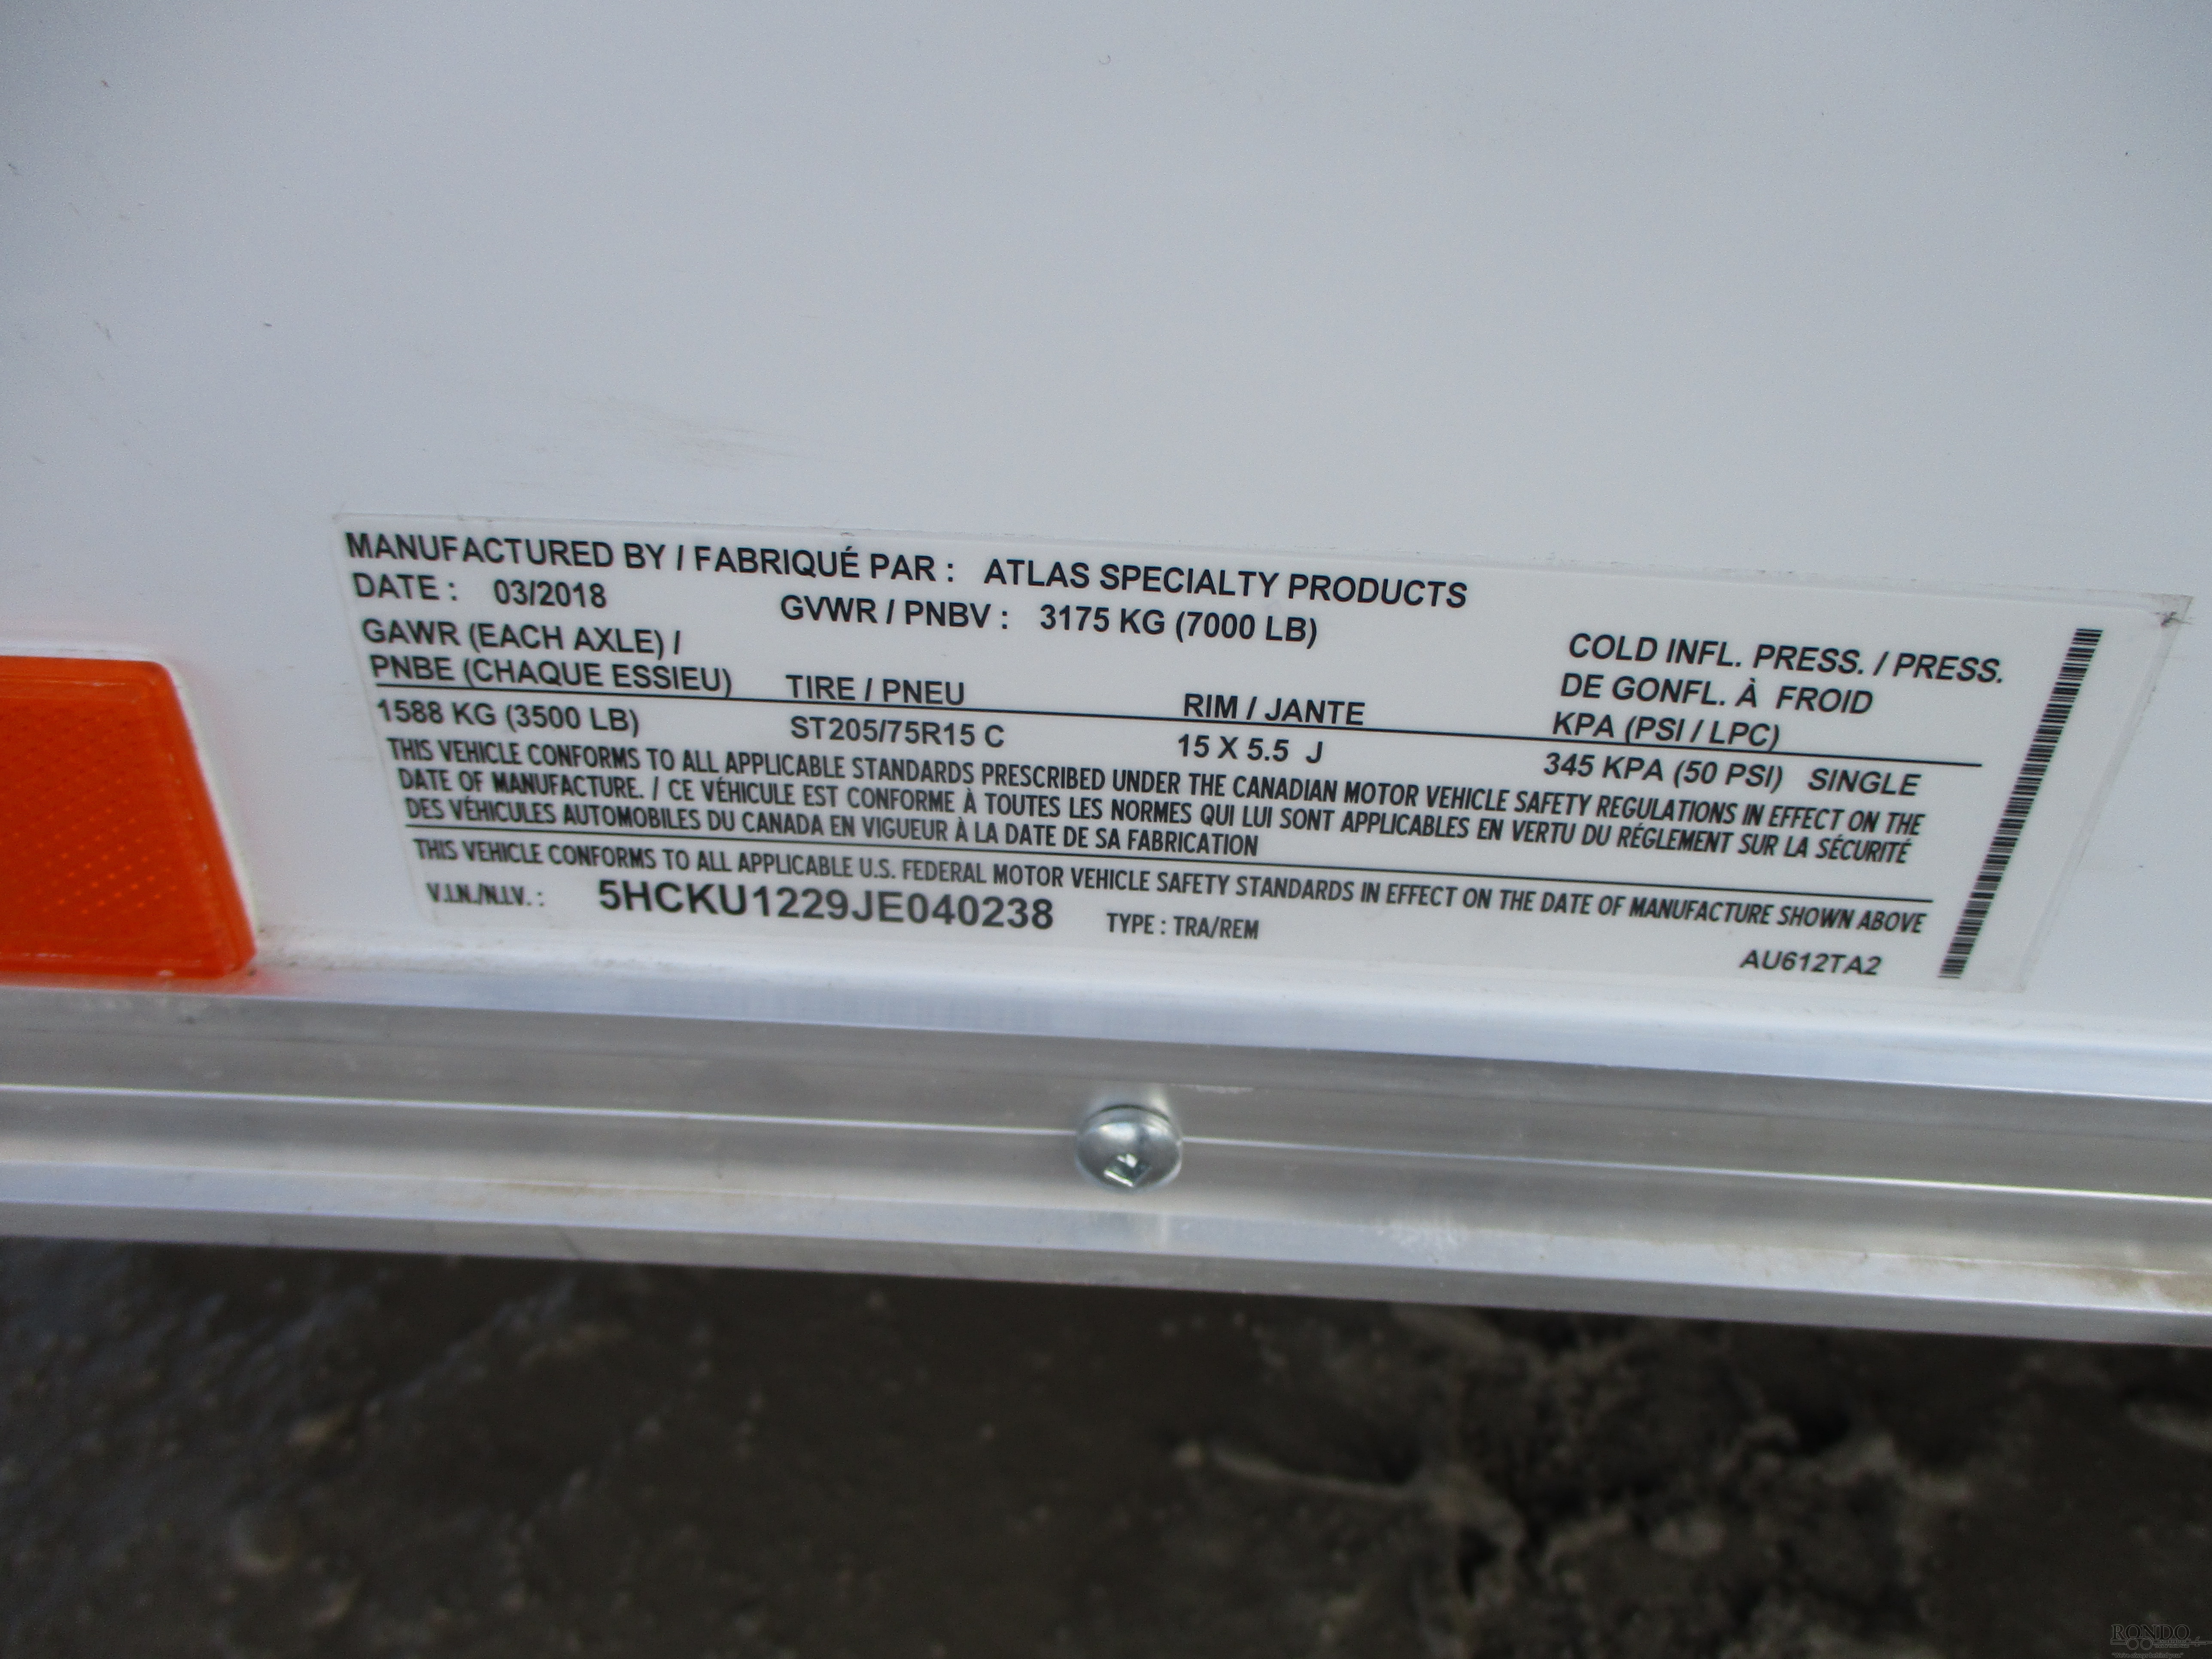 MANUFACTURED BY / FABRIQUÉ PAR : ATLAS SPECIALTY PRODUCTS
DATE : 03/2018 GVWR / PNBV : 3175 KG (7000 LB)
GAWR (EACH AXLE) / COLD INFL. PRESS. / PRESS.
PNBE (CHAQUE ESSIEU) TIRE / PNEU RIM / JANTE DE GONFL. À FROID
KPA (PSI / LPC)
1588 KG (3500 LB) ST205/75R15 C 15 X 5.5 J 345 KPA (50 PSI) SINGLE
THIS VEHICLE CONFORMS TO ALL APPLICABLE STANDARDS PRESCRIBED UNDER THE CANADIAN MOTOR VEHICLE SAFETY REGULATIONS IN EFFECT ON THE
DATE OF MANUFACTURE. / CE VÉHICULE EST CONFORME À TOUTES LES NORMES QUI LUI SONT APPLICABLES EN VERTU DU RÉGLEMENT SUR LA SÉCURITÉ
DES VÉHICULES AUTOMOBILES DU CANADA EN VIGUEUR À LA DATE DE SA FABRICATION
THIS VEHICLE CONFORMS TO ALL APPLICABLE U.S. FEDERAL MOTOR VEHICLE SAFETY STANDARDS IN EFFECT ON THE DATE OF MANUFACTURE SHOWN ABOVE
V.I.N./N.I.V. : 5HCKU1229JE040238 TYPE : TRA/REM
AU612TA2
RONDO